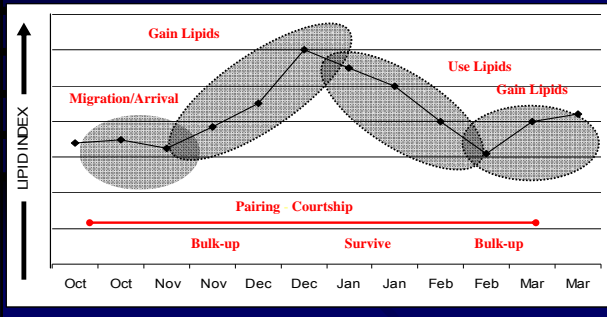 Gain Lipids
Use Lipids
Gain Lipids
Migration/Arrival
LIPID INDEX
Pairing Courtship
Bulk-up Survive Bulk-up
Oct Oct Nov Nov Dec Dec Jan Jan Feb Feb Mar Mar